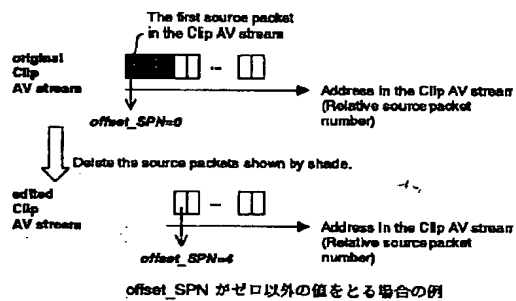 The first source packet
in the Clip AV stream
original
Clip
AV stream
Address in the Clip AV stream
(Relative source packet
number)
offset_SPN=0
Delete the source packets shown by shade.
edited
Clip
AV stream
Address in the Clip AV stream
(Relative source packet
number)
offset_SPN=4
offset_SPN がゼロ以外の値をとる場合の例